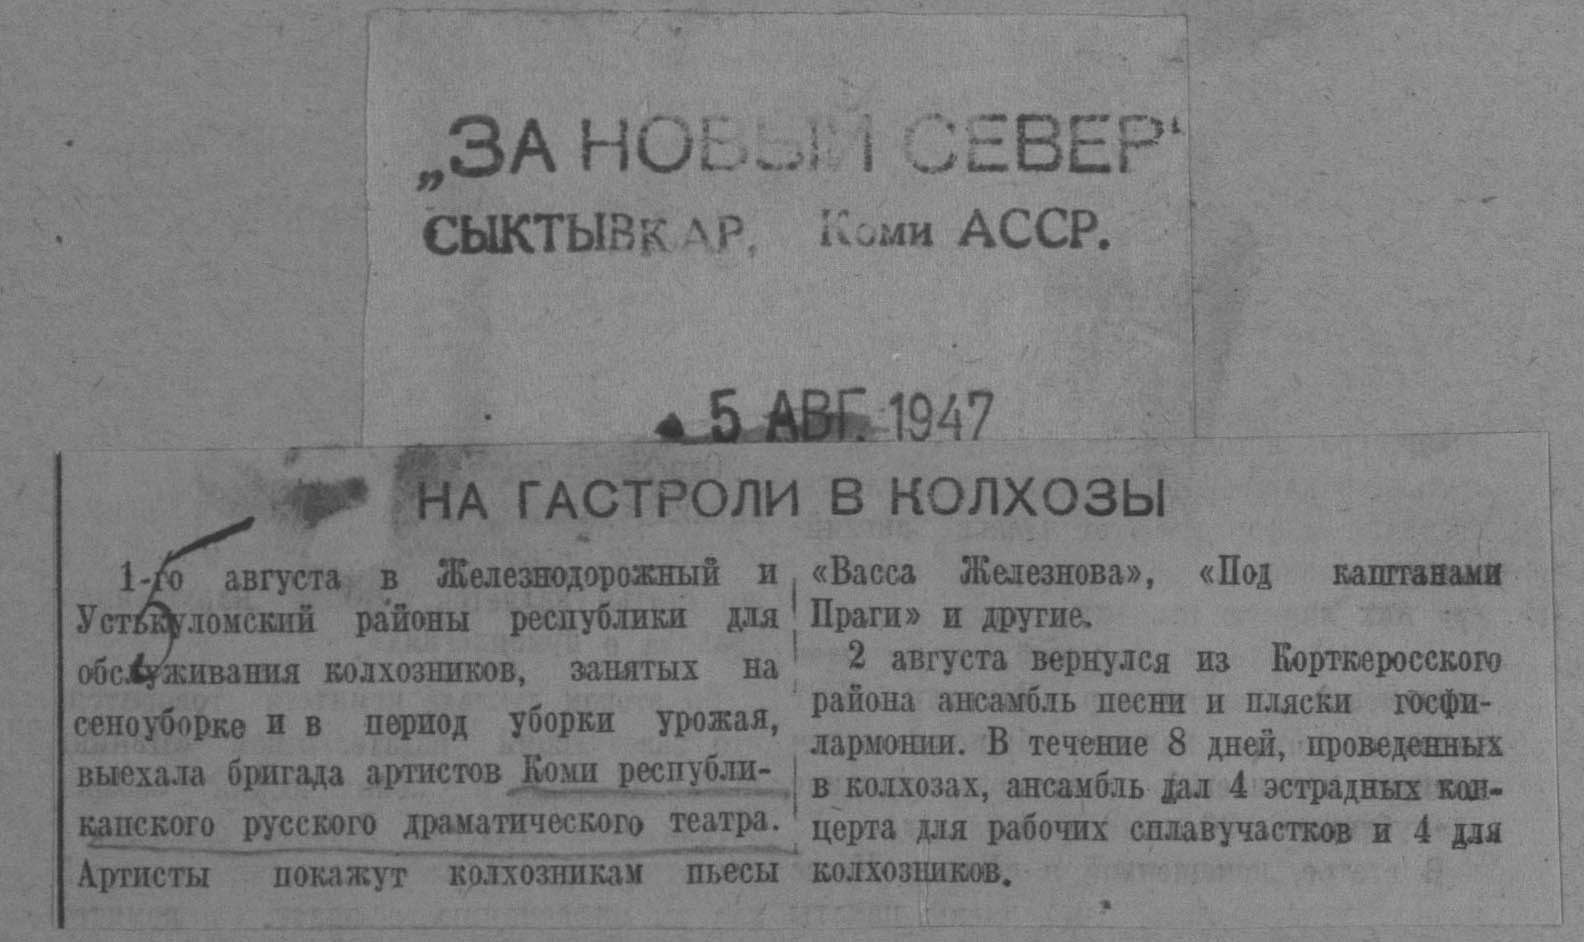 „ЗА НОВЫЙ СЕВЕР“
СЫКТЫВКАР, Коми АССР.
5 АВГ. 1947
НА ГАСТРОЛИ В КОЛХОЗЫ
1-го августа в Железнодорожный и
Устькуломский районы республики для
обслуживания колхозников, занятых на
сеноуборке и в период уборки урожая,
выехала бригада артистов Коми республи-
канского русского драматического театра.
Артисты покажут колхозникам пьесы
«Васса Железнова», «Под каштанами
Праги» и другие.
2 августа вернулся из Корткеросского
района ансамбль песни и пляски госфи-
лармонии. В течение 8 дней, проведенных
в колхозах, ансамбль дал 4 эстрадных кон-
церта для рабочих сплавучастков и 4 для
колхозников.